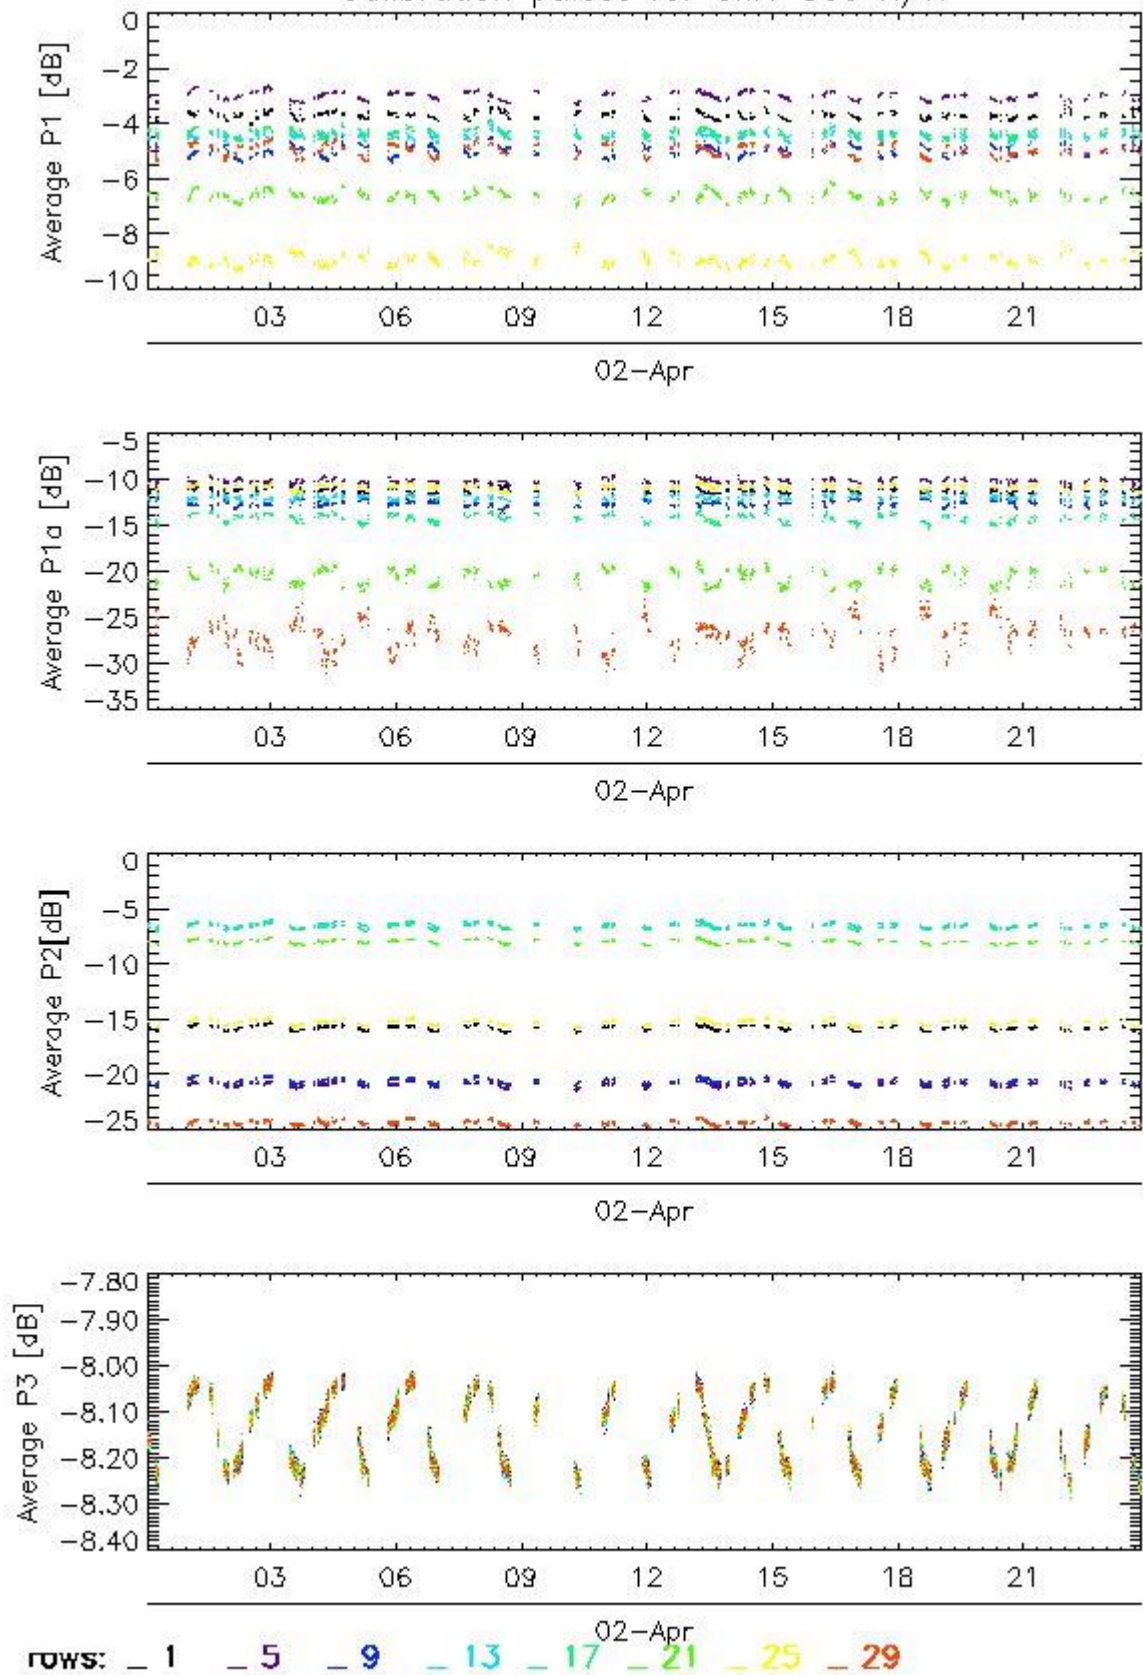 0
-2
-4
-6
-8
-10
Average P1 [dB]
03 06 09 12 15 18 21
02-Apr
-5
-10
-15
-20
-25
-30
-35
Average P1a [dB]
03 06 09 12 15 18 21
02-Apr
0
-5
-10
-15
-20
-25
Average P2[dB]
03 06 09 12 15 18 21
02-Apr
-7.80
-7.90
-8.00
-8.10
-8.20
-8.30
-8.40
Average P3 [dB]
03 06 09 12 15 18 21
02-Apr
rows: _ 1 _ 5 _ 9 _ 13 _ 17 _ 21 _ 25 _ 29